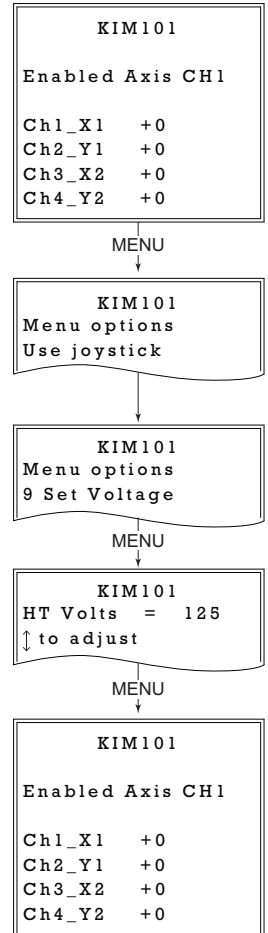 KIM101
Enabled Axis CH1
Ch1_X1 +0
Ch2_Y1 +0
Ch3_X2 +0
Ch4_Y2 +0
MENU
KIM101
Menu options
Use joystick
KIM101
Menu options
9 Set Voltage
MENU
KIM101
HT Volts = 125
↕ to adjust
MENU
KIM101
Enabled Axis CH1
Ch1_X1 +0
Ch2_Y1 +0
Ch3_X2 +0
Ch4_Y2 +0